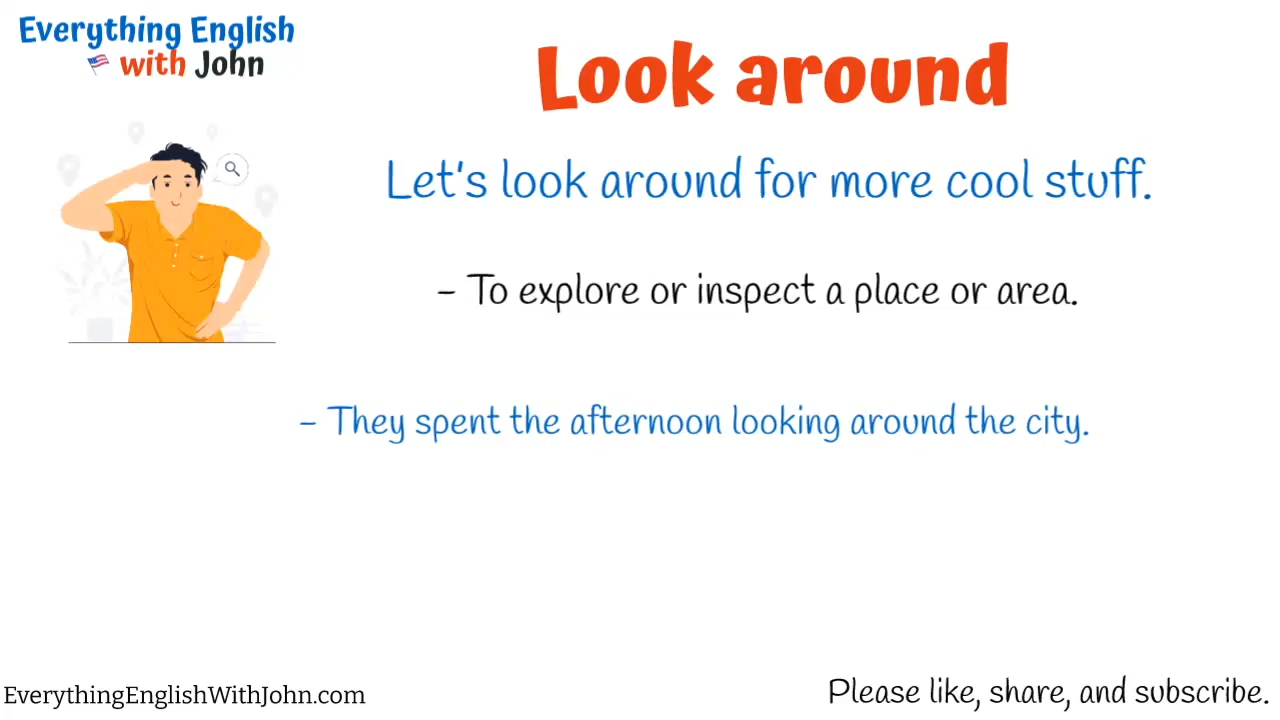 Everything English
with John
Look around
Let's look around for more cool stuff.
- To explore or inspect a place or area.
- They spent the afternoon looking around the city.
EverythingEnglishWithJohn.com
Please like, share, and subscribe.